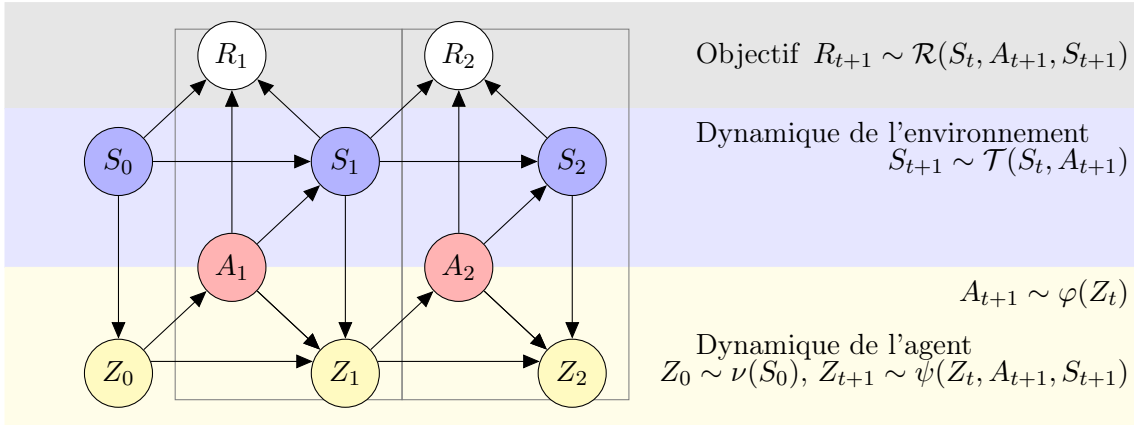 R₁ R₂ Objectif R_{t+1} ∼ ℛ(S_t, A_{t+1}, S_{t+1})
Dynamique de l'environnement
S₀ S₁ S₂ S_{t+1} ∼ 𝒯(S_t, A_{t+1})
A₁ A₂
A_{t+1} ∼ φ(Z_t)
Dynamique de l'agent
Z₀ Z₁ Z₂ Z₀ ∼ ν(S₀), Z_{t+1} ∼ ψ(Z_t, A_{t+1}, S_{t+1})